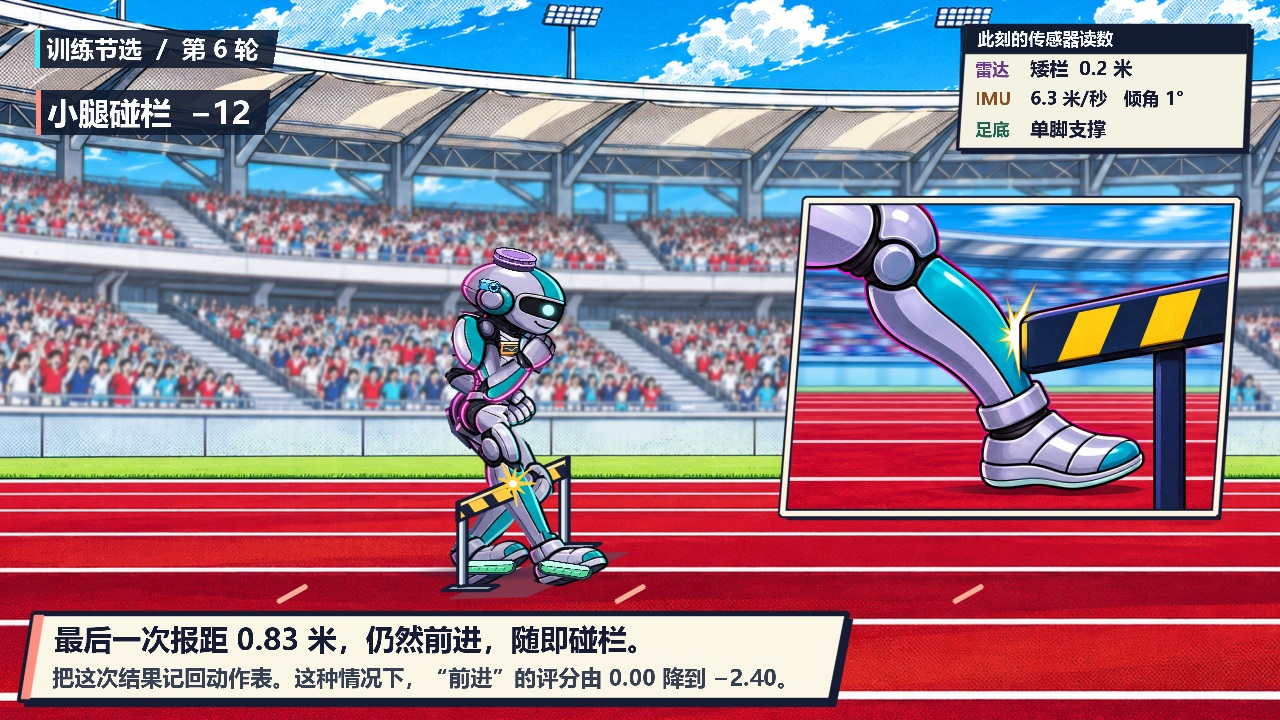 训练节选 / 第 6 轮
小腿碰栏 −12
此刻的传感器读数
雷达 矮栏 0.2 米
IMU 6.3 米/秒 倾角 1°
足底 单脚支撑
最后一次报距 0.83 米，仍然前进，随即碰栏。
把这次结果记回动作表。这种情况下，“前进”的评分由 0.00 降到 −2.40。